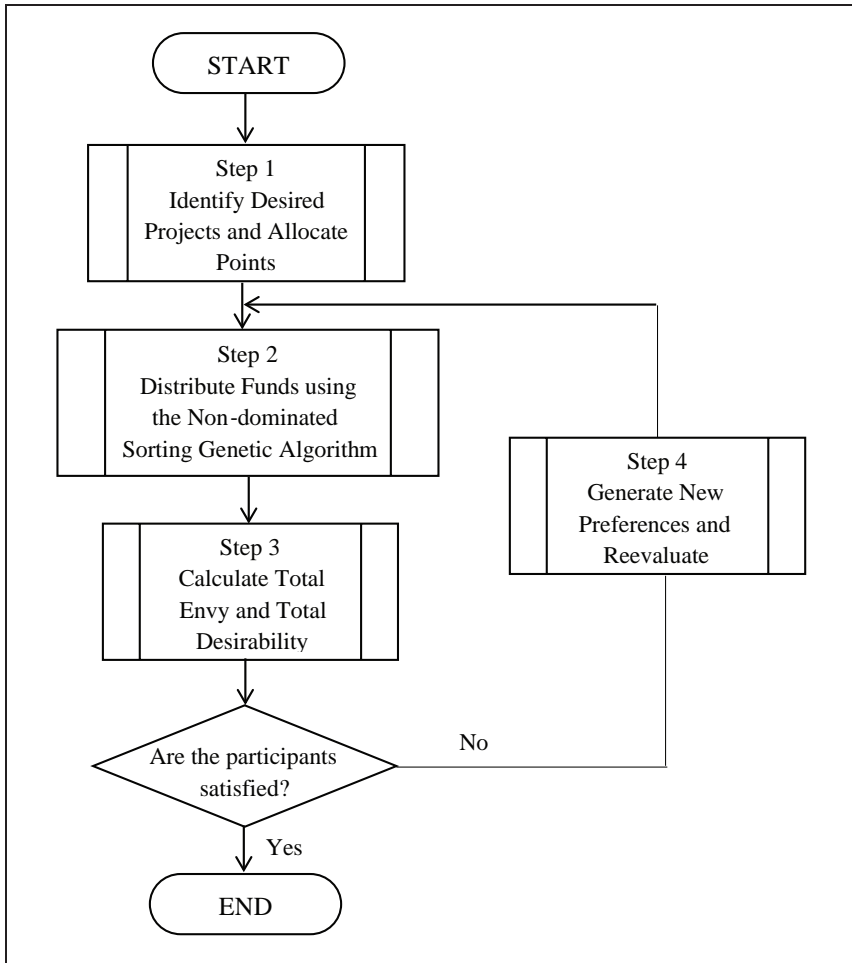 START
Step 1
Identify Desired
Projects and Allocate
Points
Step 2
Distribute Funds using
the Non-dominated
Sorting Genetic Algorithm
Step 3
Calculate Total
Envy and Total
Desirability
Step 4
Generate New
Preferences and
Reevaluate
Are the participants
satisfied?
No
Yes
END